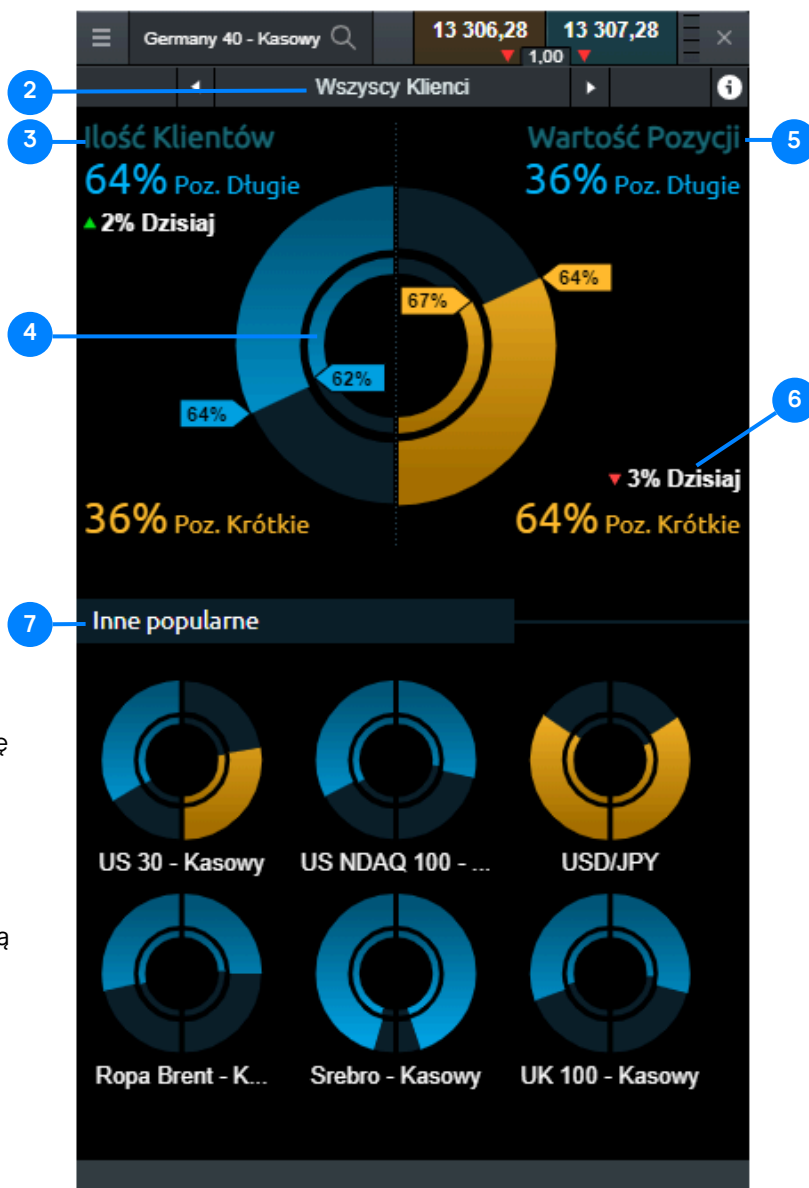 Germany 40 - Kasowy
13 306,28
13 307,28
1,00
2
Wszyscy Klienci
3
Ilość Klientów
Wartość Pozycji
5
64% Poz. Długie
36% Poz. Długie
2% Dzisiaj
64%
67%
4
62%
64%
6
3% Dzisiaj
36% Poz. Krótkie
64% Poz. Krótkie
7
Inne popularne
ę
US 30 - Kasowy
US NDAQ 100 - ...
USD/JPY
ą
Ropa Brent - K...
Srebro - Kasowy
UK 100 - Kasowy